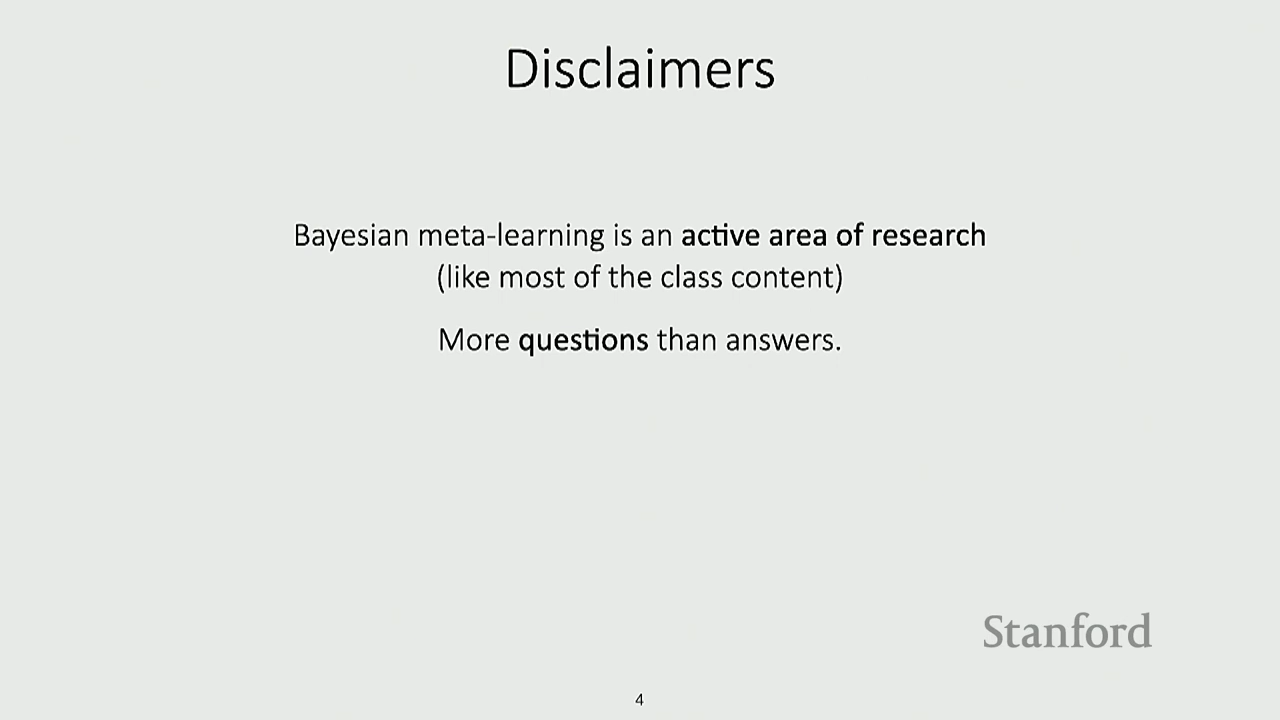 Disclaimers
Bayesian meta-learning is an active area of research
(like most of the class content)
More questions than answers.
Stanford
4